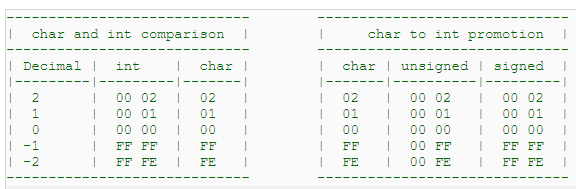 ---------------------------------          ----------------------------------
|  char and int comparison  |          |      char to int promotion  |
---------------------------------          ----------------------------------
| Decimal |  int    |  char |          |  char | unsigned | signed  |
|---------|---------|-------|          |-------|----------|---------|
|  2      |  00 02  |  02   |          |  02   |  00 02   |  00 02  |
|  1      |  00 01  |  01   |          |  01   |  00 01   |  00 01  |
|  0      |  00 00  |  00   |          |  00   |  00 00   |  00 00  |
| -1      |  FF FF  |  FF   |          |  FF   |  00 FF   |  FF FF  |
| -2      |  FF FE  |  FE   |          |  FE   |  00 FE   |  FF FE  |
---------------------------------          ----------------------------------